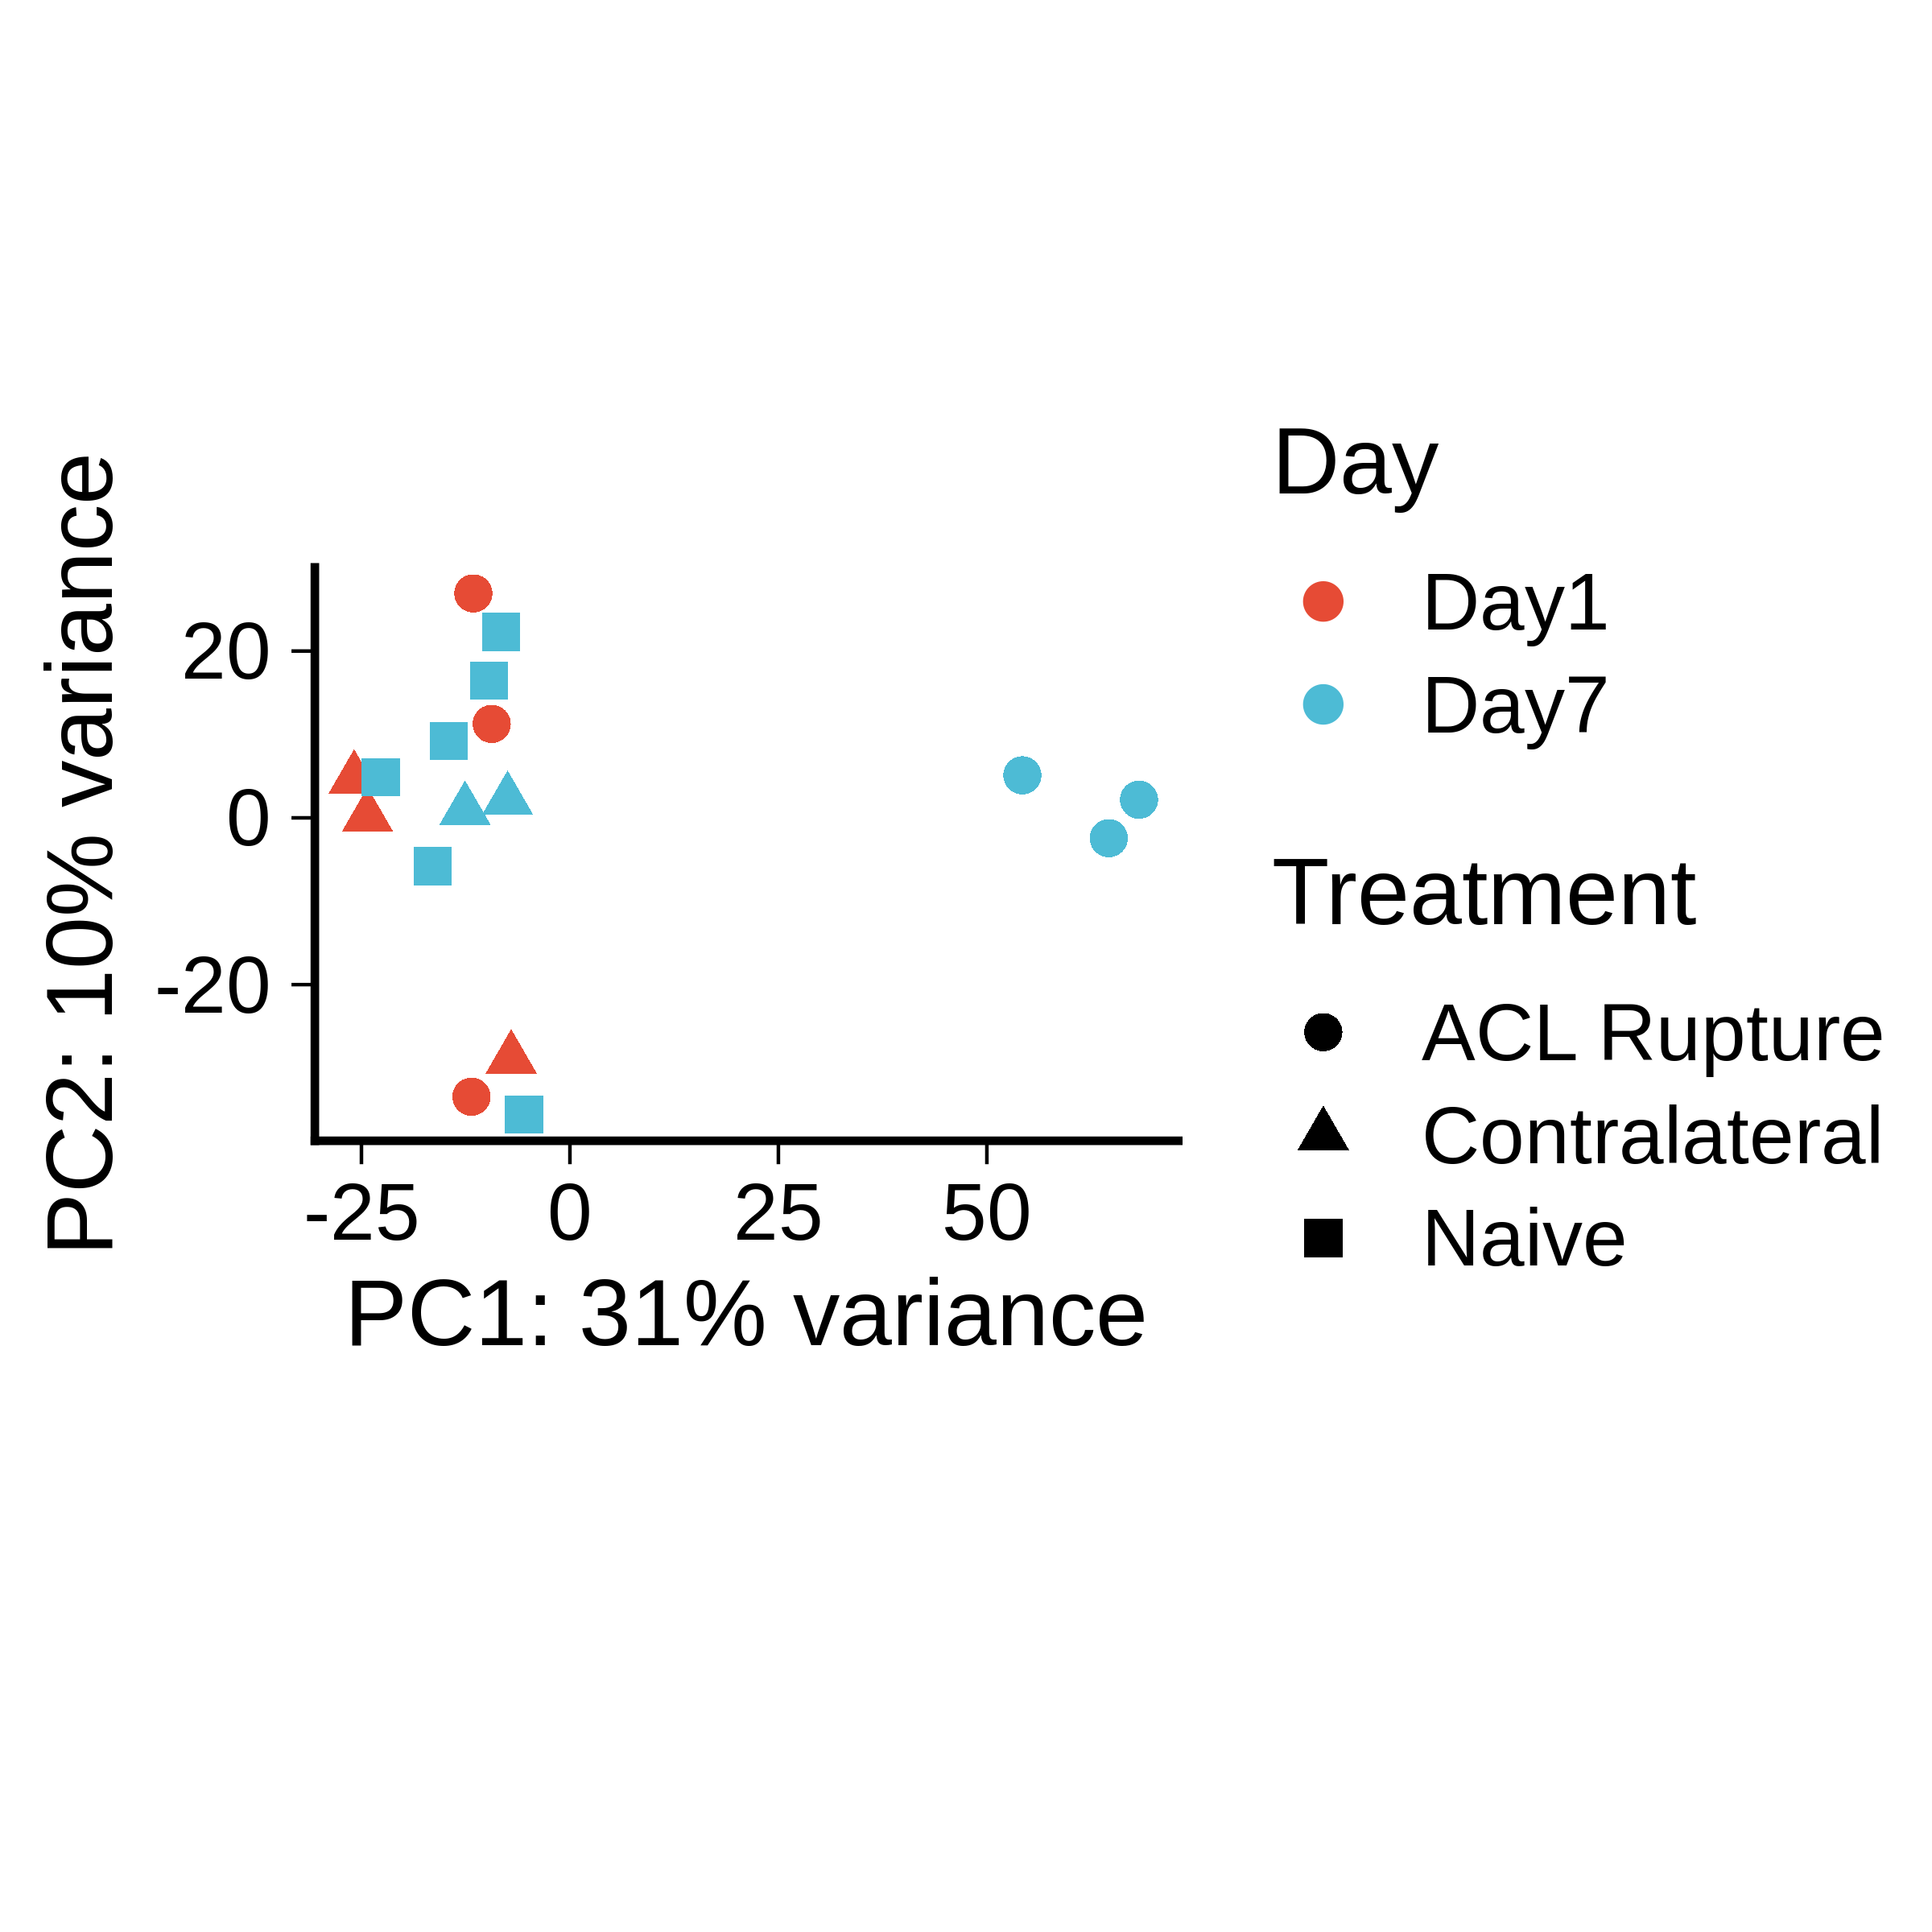 PC2: 10% variance
20
0
-20
-25 0 25 50
PC1: 31% variance
Day
Day1
Day7
Treatment
ACL Rupture
Contralateral
Naive